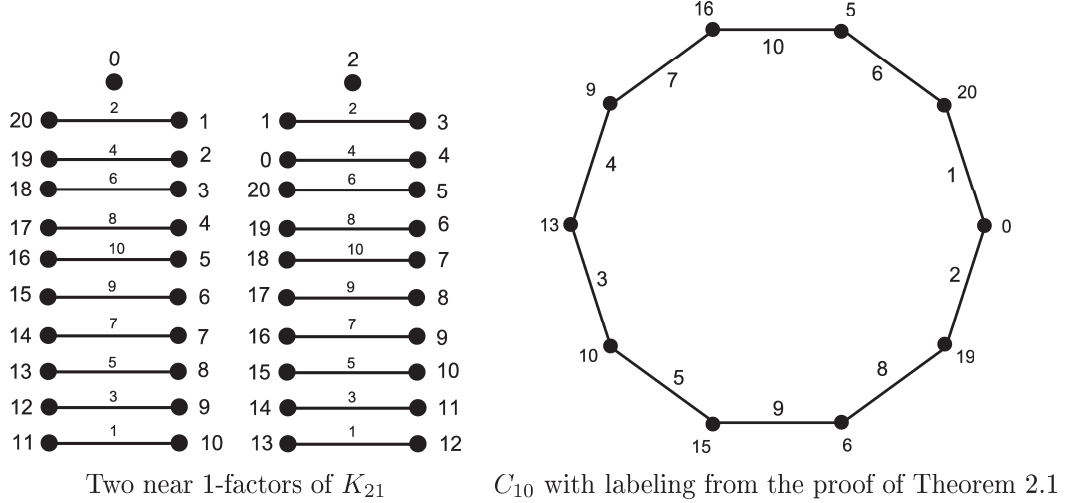 0
20 2 1
19 4 2
18 6 3
17 8 4
16 10 5
15 9 6
14 7 7
13 5 8
12 3 9
11 1 10
2
1 2 3
0 4 4
20 6 5
19 8 6
18 10 7
17 9 8
16 7 9
15 5 10
14 3 11
13 1 12
Two near 1-factors of K21
16 5
10
7 6
9 20
4 1
13 0
3 2
10 19
5 8
9
15 6
C10 with labeling from the proof of Theorem 2.1